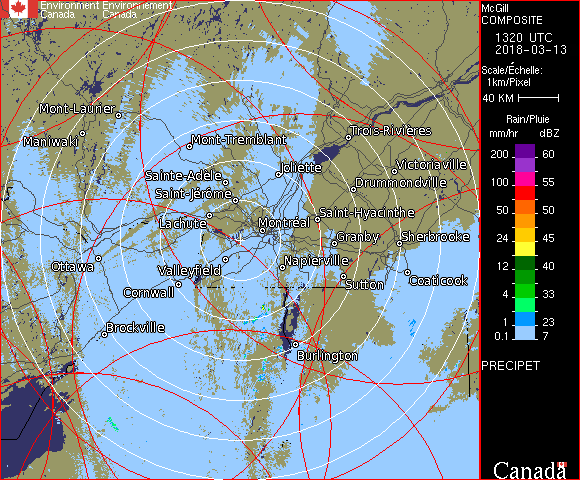 Environment Environnement
Canada Canada
McGill
COMPOSITE
1320 UTC
2018-03-13
Scale/Échelle:
1km/Pixel
40 KM
Rain/Pluie
mm/hr dBZ
200 60
150 57
100 55
50 50
24 45
12 40
4 33
1 23
0.1 7
PRECIPET
Canada
Mont-Laurier
Maniwaki
Mont-Tremblant
Trois-Rivières
Joliette
Victoriaville
Sainte-Adèle
Drummondville
Saint-Jérôme
Saint-Hyacinthe
Lachute
Montréal
Granby
Sherbrooke
Ottawa
Valleyfield
Napierville
Coaticook
Cornwall
Sutton
Brockville
Burlington